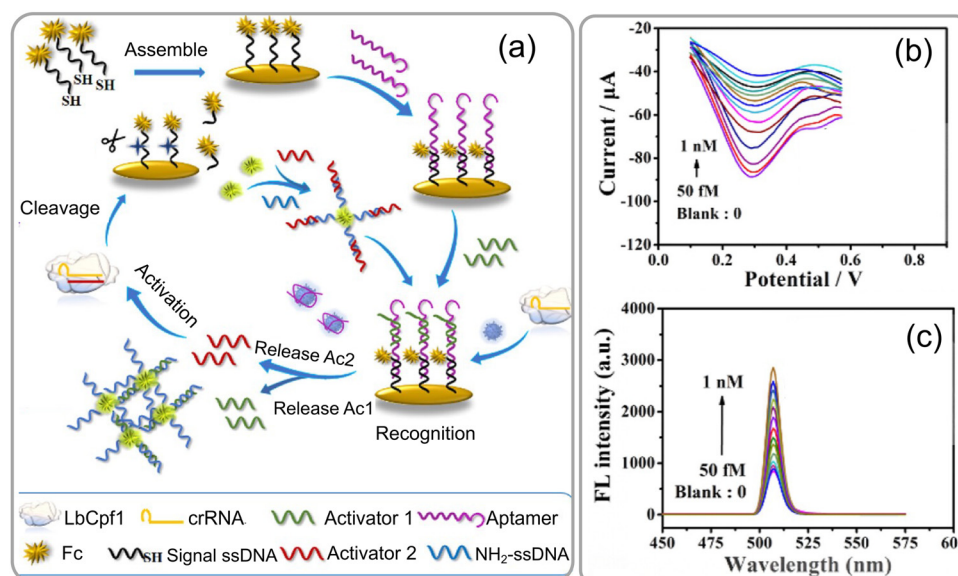 (a)
Assemble
SH
SH
SH
Cleavage
Activation
Release Ac2
Release Ac1
Recognition
LbCpf1
crRNA
Activator 1
Aptamer
Fc
SH
Signal ssDNA
Activator 2
NH2-ssDNA
(b)
Current / μA
-20
-40
-60
-80
-100
-120
1 nM
50 fM
Blank : 0
0.0
0.2
0.4
0.6
0.8
Potential / V
(c)
FL intensity (a.u.)
4000
3000
2000
1000
0
1 nM
50 fM
Blank : 0
450
475
500
525
550
575
60
Wavelength (nm)